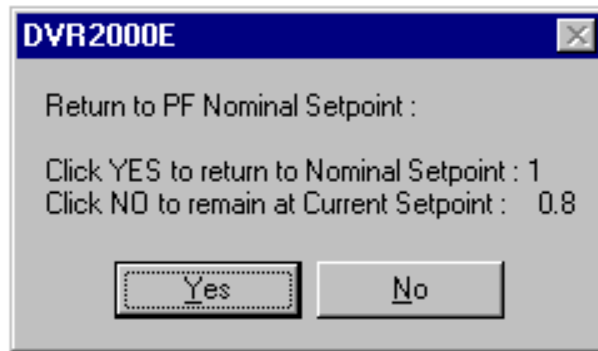 DVR2000E
Return to PF Nominal Setpoint :
Click YES to return to Nominal Setpoint : 1
Click NO to remain at Current Setpoint : 0.8
Yes
No